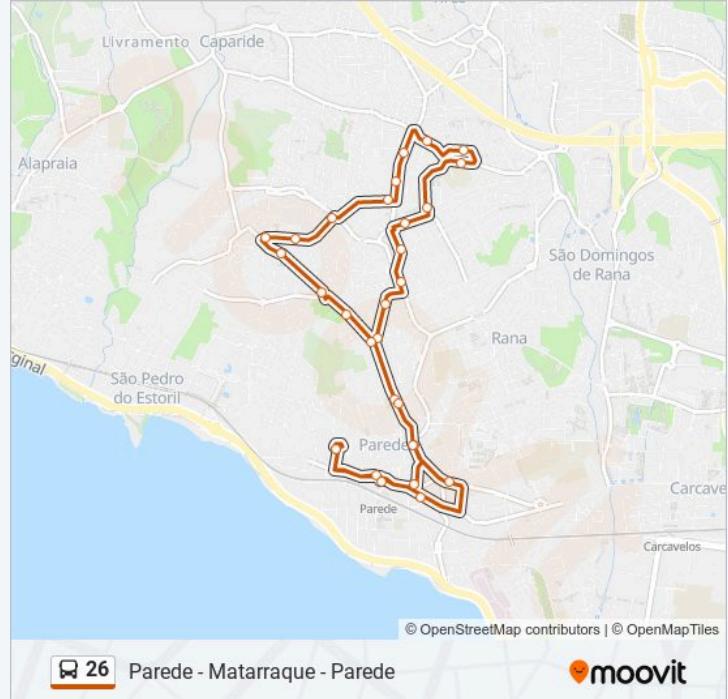 Livramento
Caparide
Alapraia
São Domingos
de Rana
Rana
São Pedro
do Estoril
Parede
Parede
Carcavelos
© OpenStreetMap contributors | © OpenMapTiles
26
Parede - Matarraque - Parede
moovit